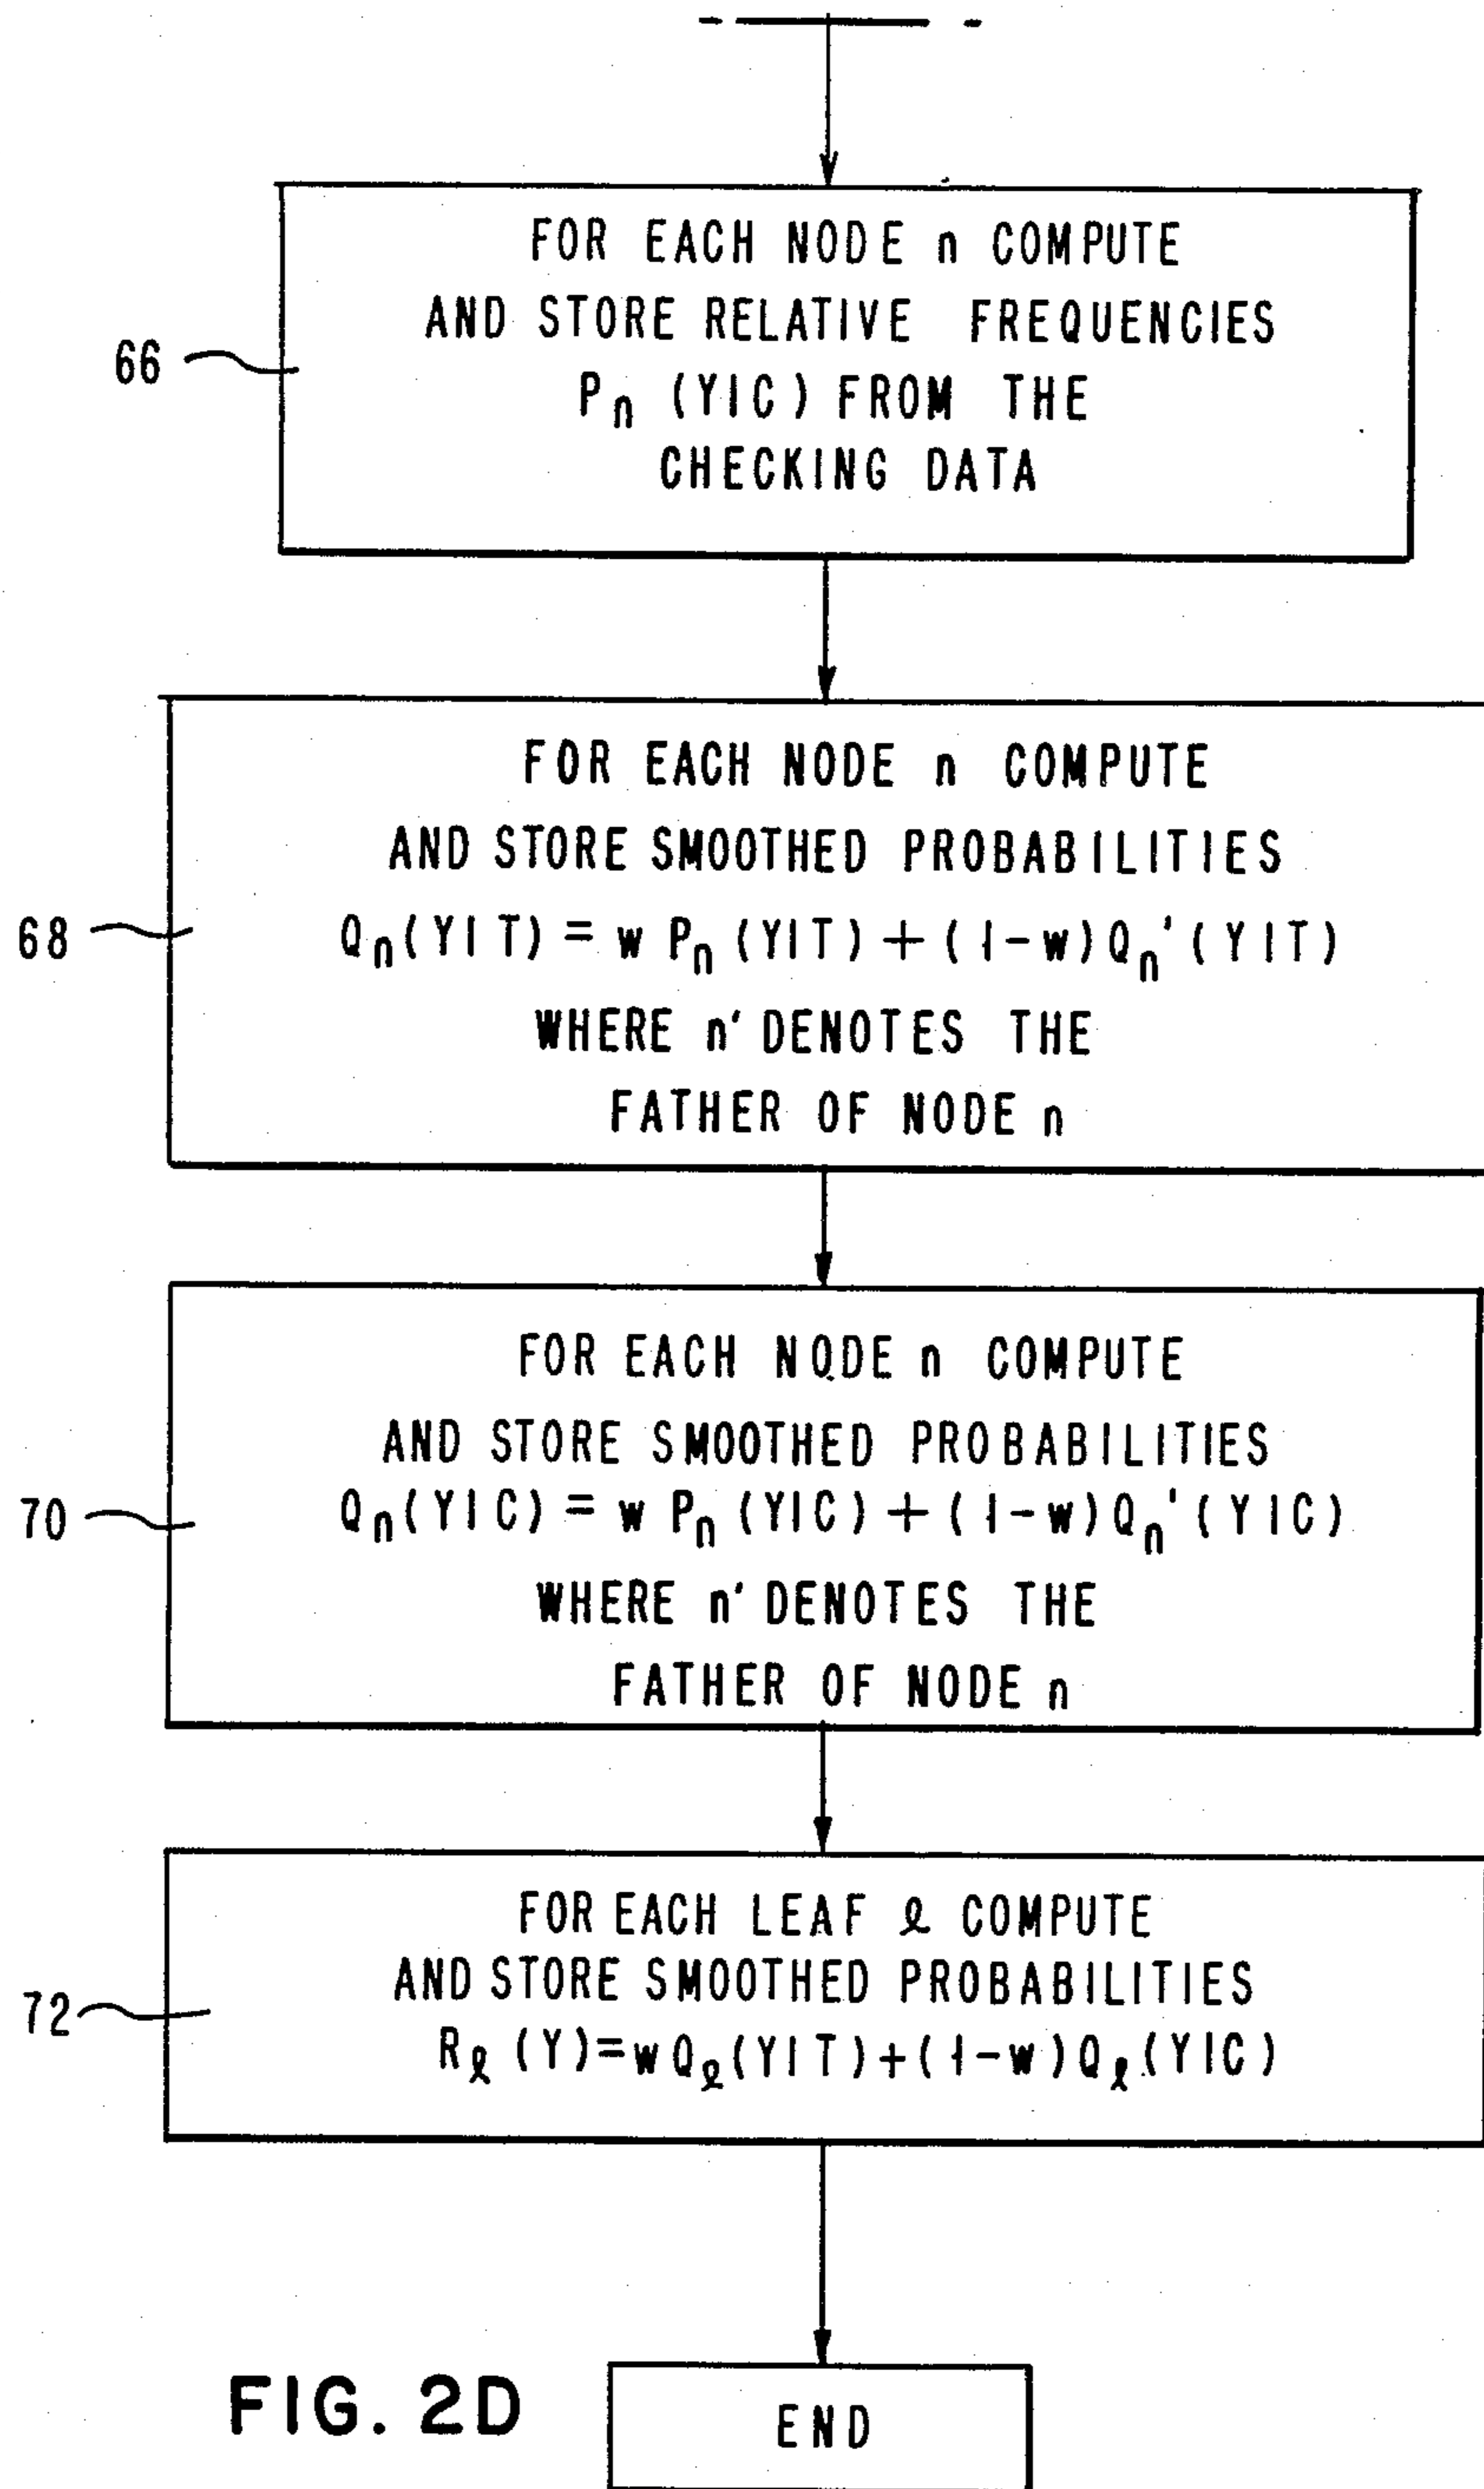 FOR EACH NODE n COMPUTE
AND STORE RELATIVE FREQUENCIES
66
Pn (Y|C) FROM THE
CHECKING DATA
FOR EACH NODE n COMPUTE
AND STORE SMOOTHED PROBABILITIES
68
Qn(Y|T) = w Pn (Y|T) + (1-w)Qn'(Y|T)
WHERE n' DENOTES THE
FATHER OF NODE n
FOR EACH NODE n COMPUTE
AND STORE SMOOTHED PROBABILITIES
70
Qn(Y|C) = w Pn (Y|C) + (1-w)Qn'(Y|C)
WHERE n' DENOTES THE
FATHER OF NODE n
FOR EACH LEAF ℓ COMPUTE
AND STORE SMOOTHED PROBABILITIES
72
Rℓ (Y)=wQℓ(Y|T)+(1-w)Qℓ(Y|C)
FIG. 2D
END